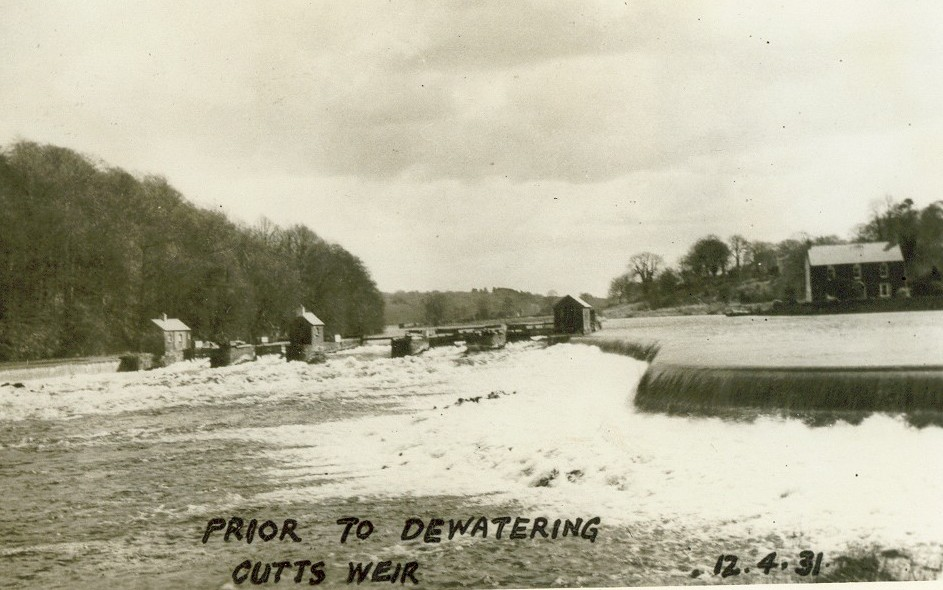 PRIOR TO DEWATERING
CUTTS WEIR
12.4.31.